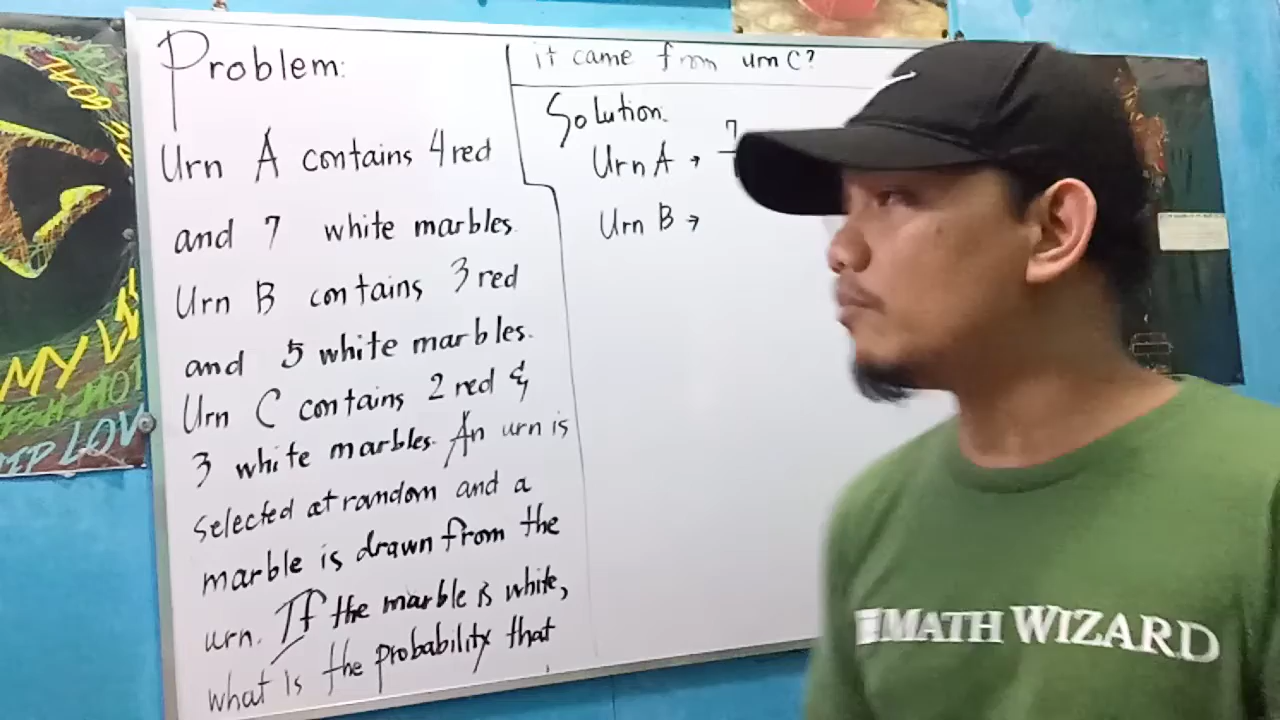 Problem:
Urn A contains 4 red
and 7 white marbles.
Urn B contains 3 red
and 5 white marbles.
Urn C contains 2 red &
3 white marbles. An urn is
selected at random and a
marble is drawn from the
urn. If the marble is white,
what is the probability that
it came from urn C?
Solution:
Urn A → 7
Urn B →
MATH WIZARD
MY LI